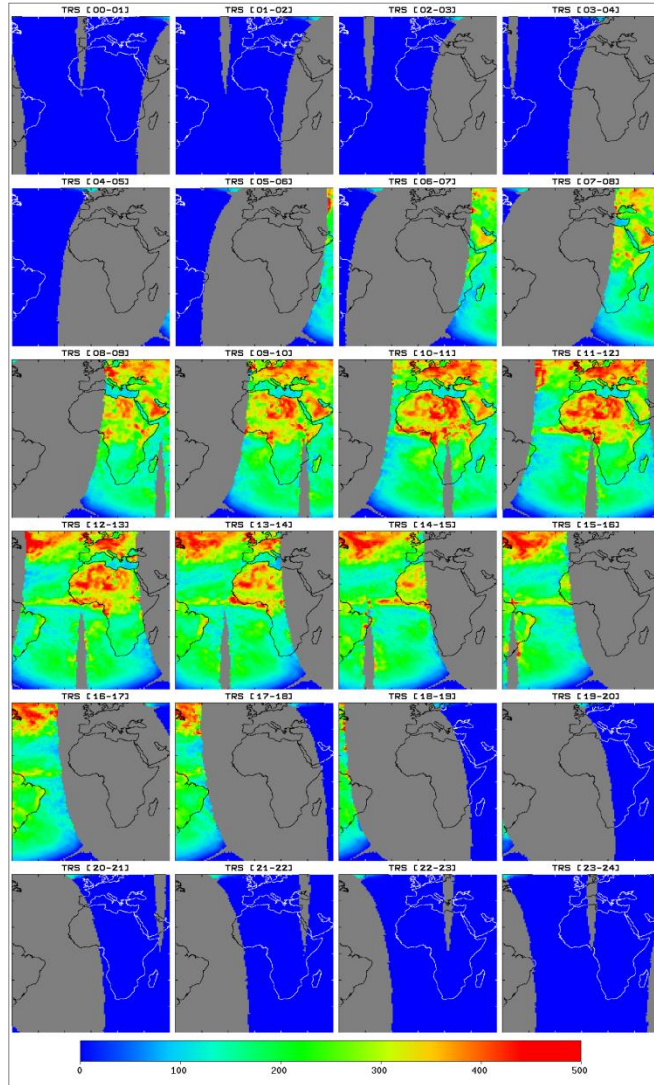 TRS [00-01] TRS [01-02] TRS [02-03] TRS [03-04]
TRS [04-05] TRS [05-06] TRS [06-07] TRS [07-08]
TRS [08-09] TRS [09-10] TRS [10-11] TRS [11-12]
TRS [12-13] TRS [13-14] TRS [14-15] TRS [15-16]
TRS [16-17] TRS [17-18] TRS [18-19] TRS [19-20]
TRS [20-21] TRS [21-22] TRS [22-23] TRS [23-24]
0 100 200 300 400 500